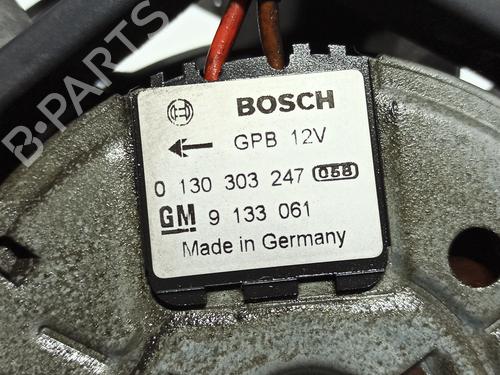 B-PARTS
BOSCH
GPB 12V
0 130 303 247 058
GM 9 133 061
Made in Germany